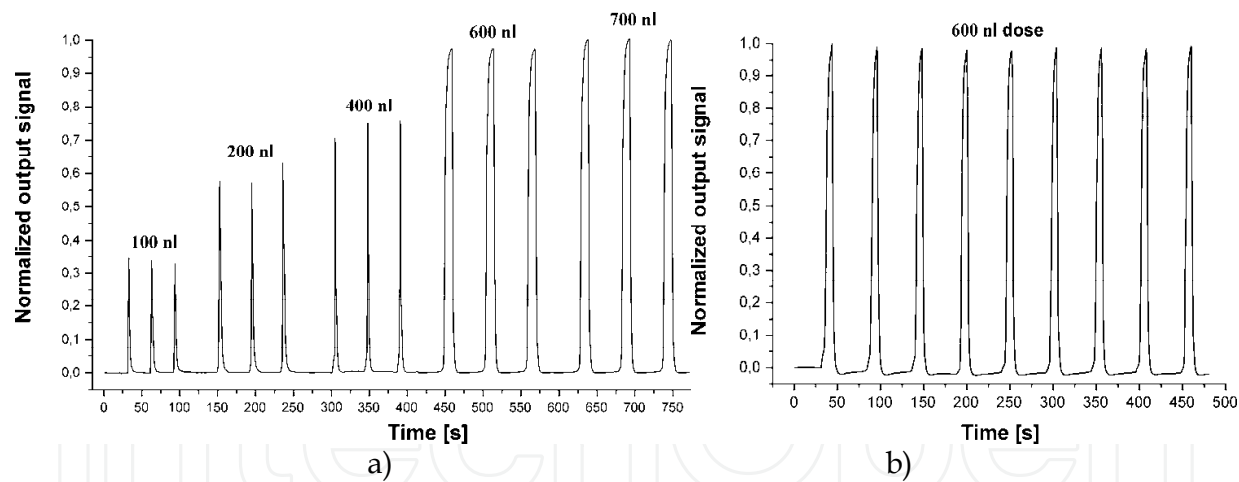 700 nl
600 nl
400 nl
200 nl
100 nl
Normalized output signal
1,0
0,9
0,8
0,7
0,6
0,5
0,4
0,3
0,2
0,1
0,0
0 50 100 150 200 250 300 350 400 450 500 550 600 650 700 750
Time [s]
a)
600 nl dose
Normalized output signal
1,0
0,9
0,8
0,7
0,6
0,5
0,4
0,3
0,2
0,1
0,0
0 50 100 150 200 250 300 350 400 450 500
Time [s]
b)